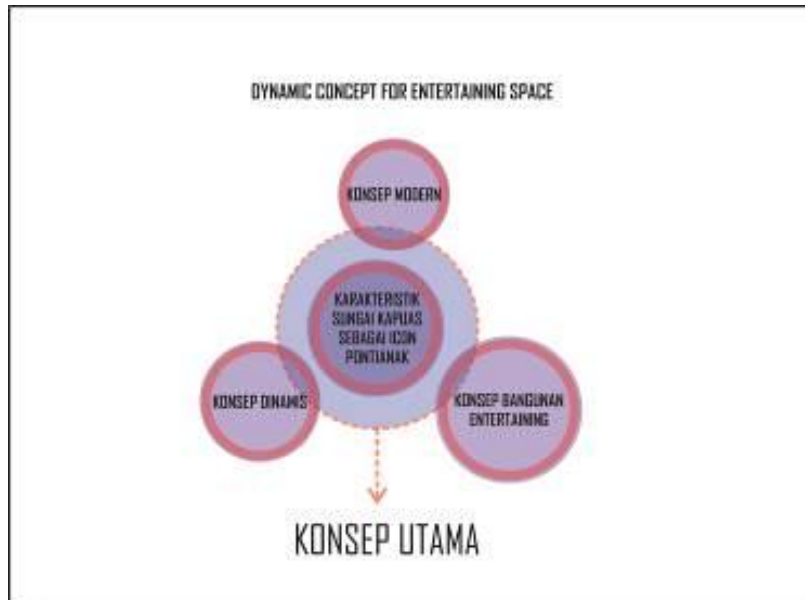 DYNAMIC CONCEPT FOR ENTERTAINING SPACE
KONSEP MODERN
KARAKTERISTIK
SUNGAI KAPUAS
SEBAGAI ICON
PONTIANAK
KONSEP DINAMIS
KONSEP BANGUNAN
ENTERTAINING
KONSEP UTAMA